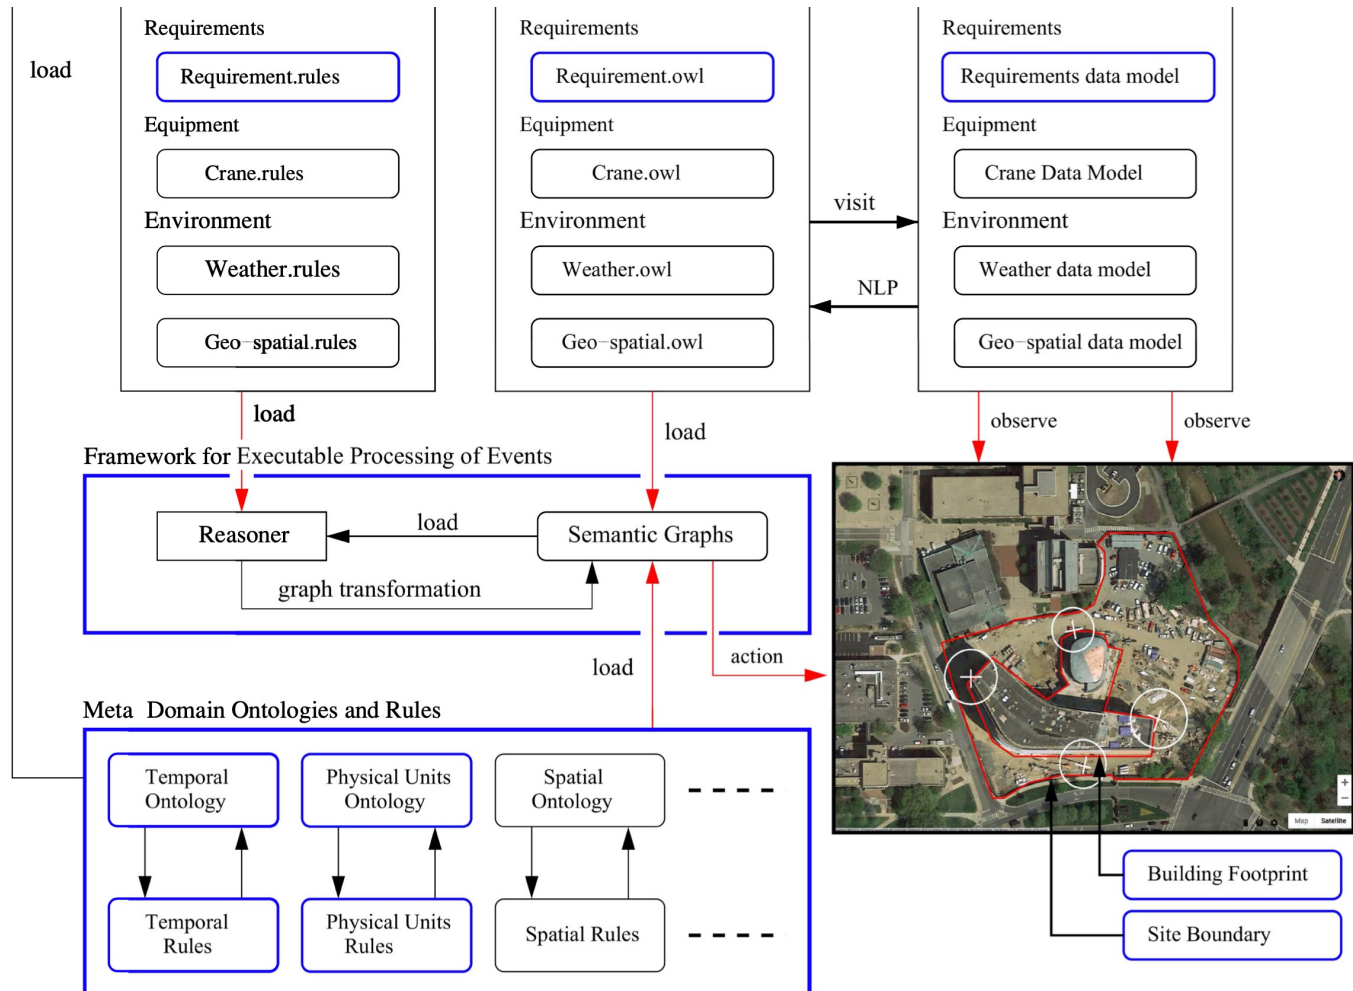 load
Requirements
Requirement.rules
Equipment
Crane.rules
Environment
Weather.rules
Geo-spatial.rules
load
Requirements
Requirement.owl
Equipment
Crane.owl
Environment
Weather.owl
Geo-spatial.owl
load
visit
NLP
Requirements
Requirements data model
Equipment
Crane Data Model
Environment
Weather data model
Geo-spatial data model
observe
observe
Framework for Executable Processing of Events
Reasoner
load
Semantic Graphs
graph transformation
load
action
Meta Domain Ontologies and Rules
Temporal
Ontology
Physical Units
Ontology
Spatial
Ontology
Temporal
Rules
Physical Units
Rules
Spatial Rules
Map
Satellite
Building Footprint
Site Boundary